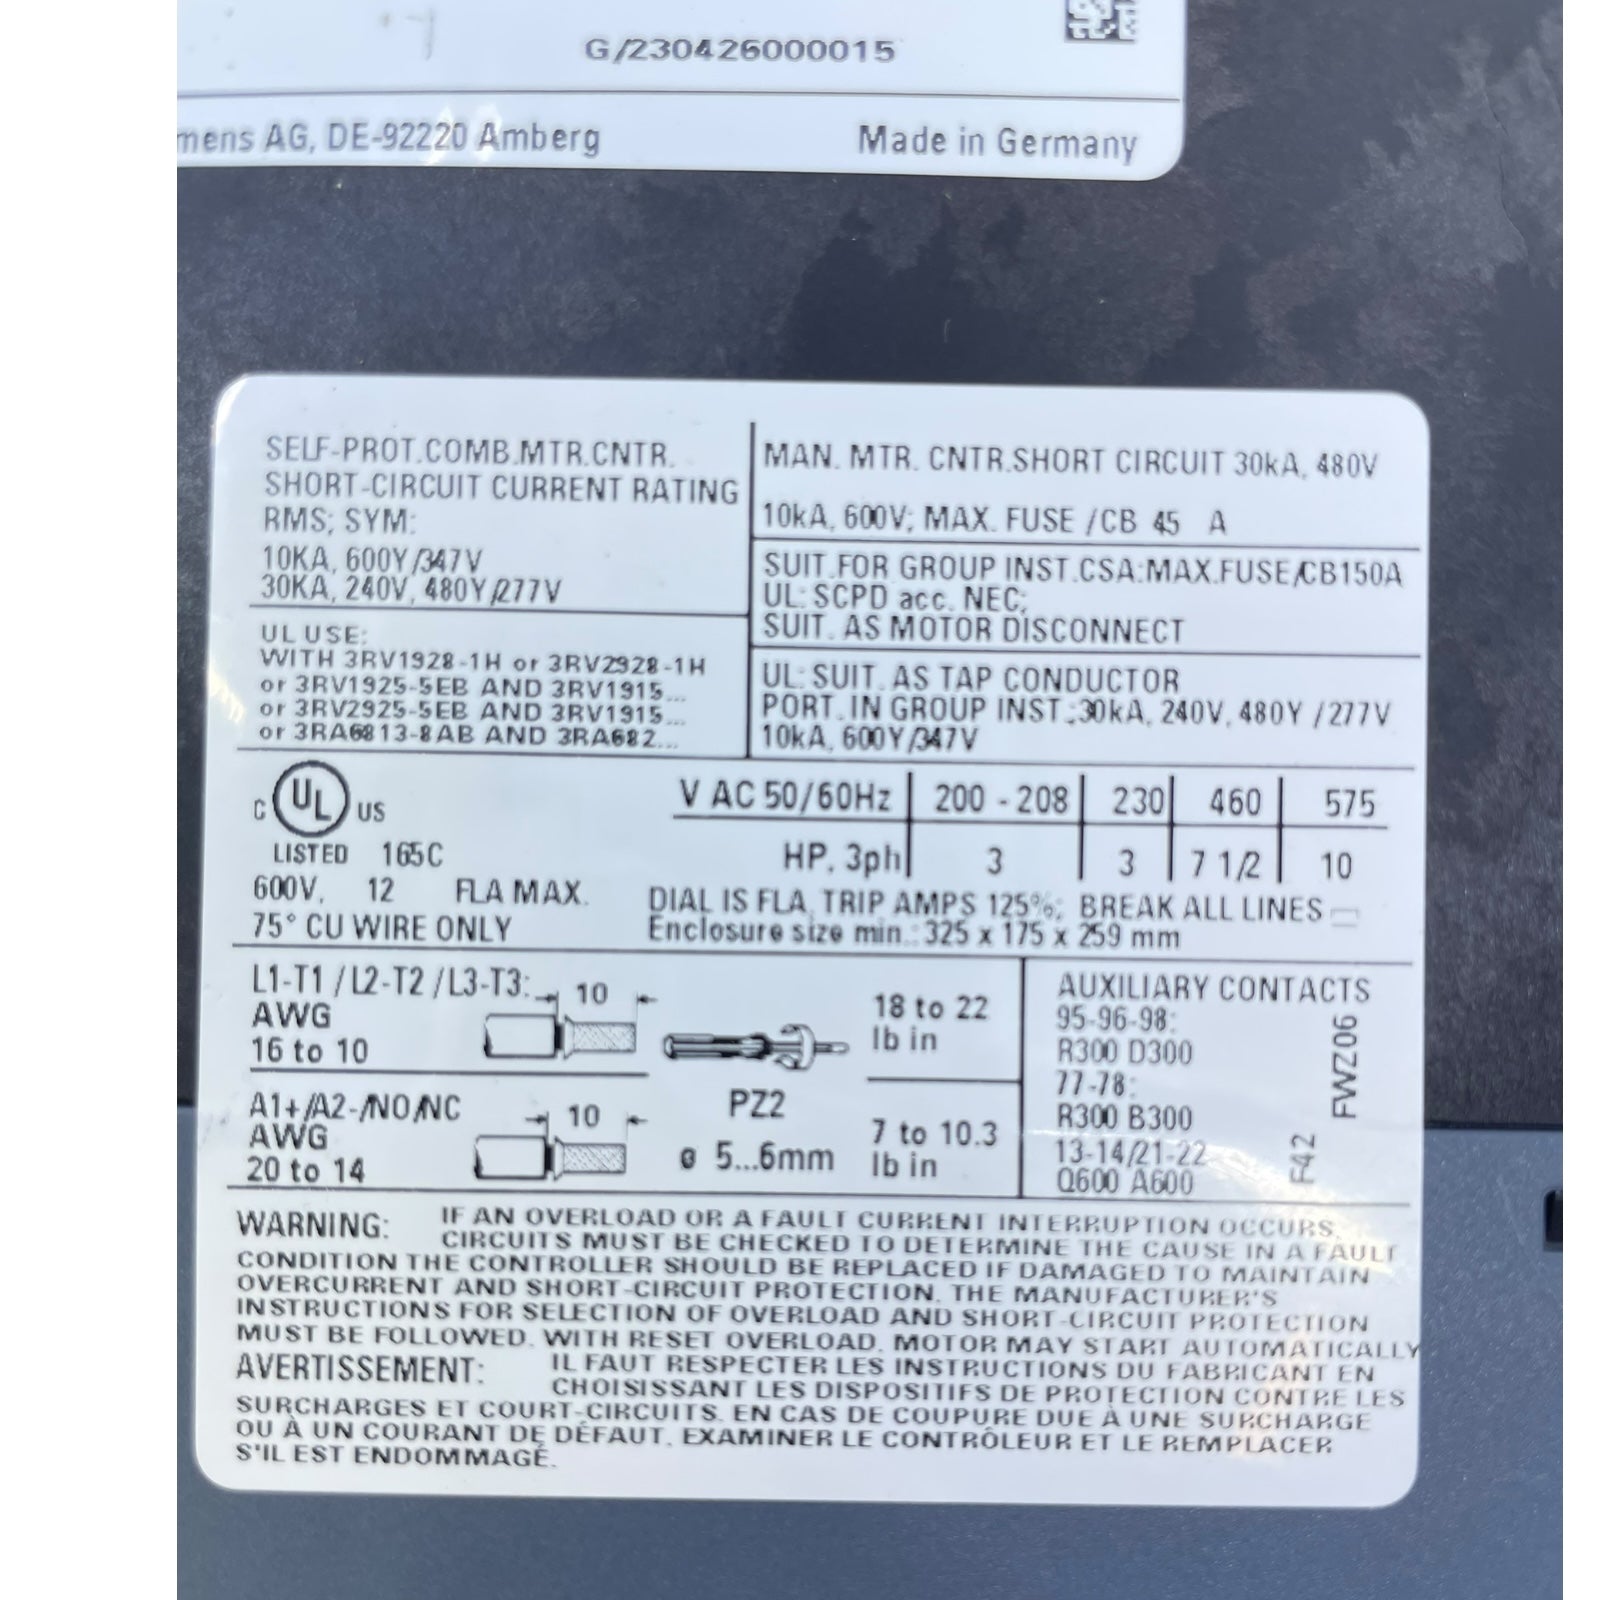 G/230426000015
mens AG, DE-92220 Amberg
Made in Germany
SELF-PROT.COMB.MTR.CNTR.
SHORT-CIRCUIT CURRENT RATING
RMS; SYM:
10KA, 600Y/347V
30KA, 240V, 480Y/277V
UL USE:
WITH 3RV1928-1H or 3RV2928-1H
or 3RV1925-5EB AND 3RV1915...
or 3RV2925-5EB AND 3RV1915...
or 3RA6813-8AB AND 3RA682...
MAN. MTR. CNTR.SHORT CIRCUIT 30kA, 480V
10kA, 600V; MAX. FUSE /CB 45 A
SUIT.FOR GROUP INST.CSA:MAX.FUSE/CB150A
UL: SCPD acc. NEC;
SUIT. AS MOTOR DISCONNECT
UL: SUIT. AS TAP CONDUCTOR
PORT. IN GROUP INST.:30kA, 240V, 480Y /277V
10kA, 600Y/347V
C UL US
LISTED 165C
600V, 12 FLA MAX.
75° CU WIRE ONLY
V AC 50/60Hz 200 - 208 230 460 575
HP, 3ph 3 3 7 1/2 10
DIAL IS FLA, TRIP AMPS 125%; BREAK ALL LINES
Enclosure size min.: 325 x 175 x 259 mm
L1-T1 /L2-T2 /L3-T3:
AWG
16 to 10
10
18 to 22
lb in
A1+/A2-/NO/NC
AWG
20 to 14
10
PZ2
ø 5...6mm
7 to 10.3
lb in
AUXILIARY CONTACTS
95-96-98:
R300 D300
77-78:
R300 B300
13-14/21-22
Q600 A600
F42
FWZ06
WARNING: IF AN OVERLOAD OR A FAULT CURRENT INTERRUPTION OCCURS,
CIRCUITS MUST BE CHECKED TO DETERMINE THE CAUSE IN A FAULT
CONDITION THE CONTROLLER SHOULD BE REPLACED IF DAMAGED TO MAINTAIN
OVERCURRENT AND SHORT-CIRCUIT PROTECTION. THE MANUFACTURER'S
INSTRUCTIONS FOR SELECTION OF OVERLOAD AND SHORT-CIRCUIT PROTECTION
MUST BE FOLLOWED. WITH RESET OVERLOAD. MOTOR MAY START AUTOMATICALLY
AVERTISSEMENT: IL FAUT RESPECTER LES INSTRUCTIONS DU FABRICANT EN
CHOISISSANT LES DISPOSITIFS DE PROTECTION CONTRE LES
SURCHARGES ET COURT-CIRCUITS. EN CAS DE COUPURE DUE À UNE SURCHARGE
OU À UN COURANT DE DÉFAUT, EXAMINER LE CONTRÔLEUR ET LE REMPLACER
S'IL EST ENDOMMAGÉ.